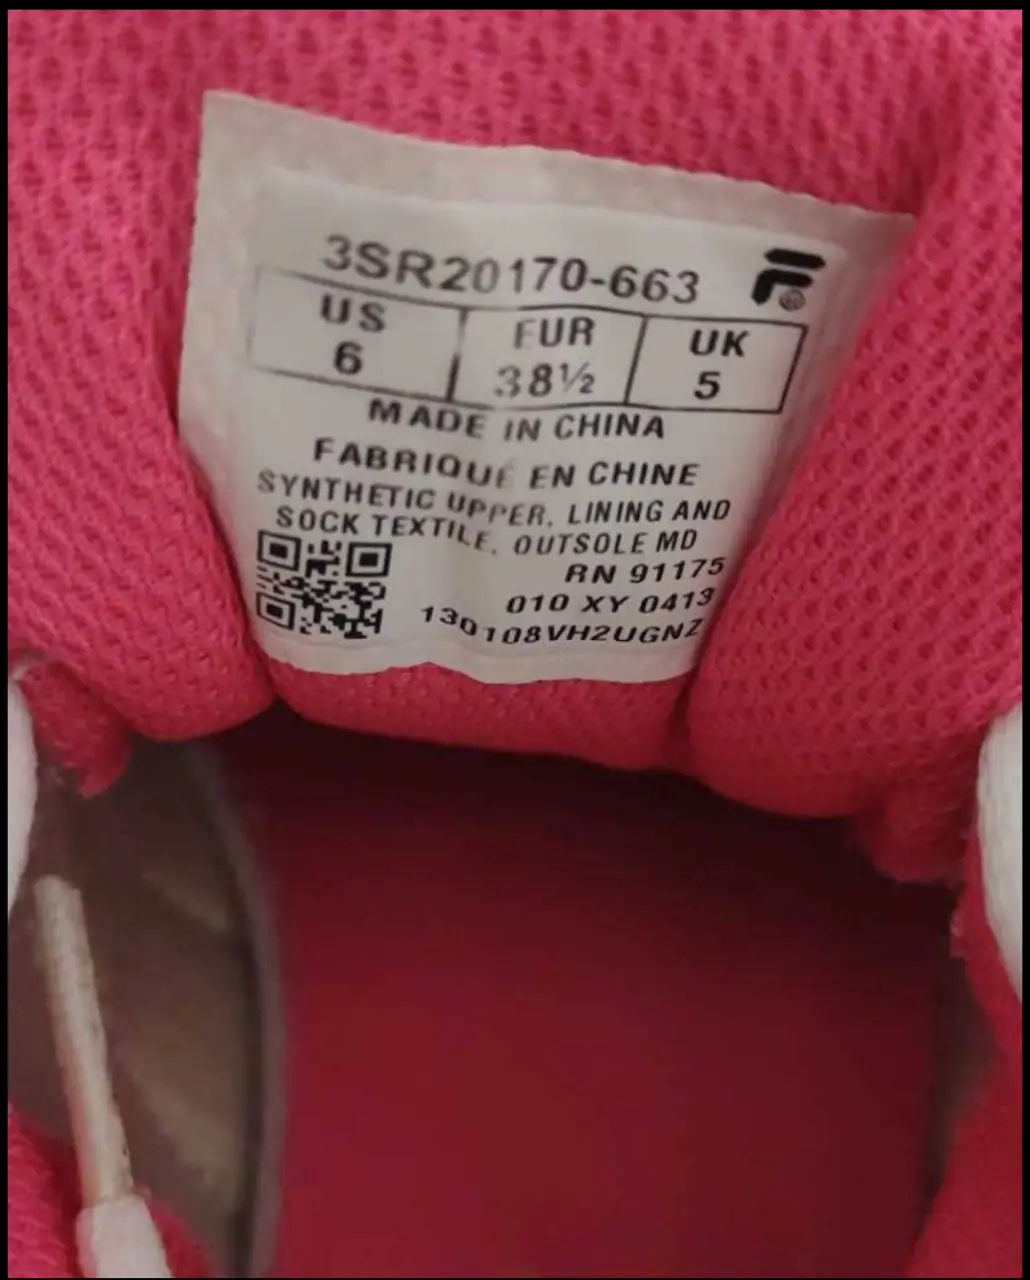 3SR20170-663
US EUR UK
6 38½ 5
MADE IN CHINA
FABRIQUÉ EN CHINE
SYNTHETIC UPPER, LINING AND
SOCK TEXTILE, OUTSOLE MD
RN 91175
010 XY 0413
130108VH2UGNZ